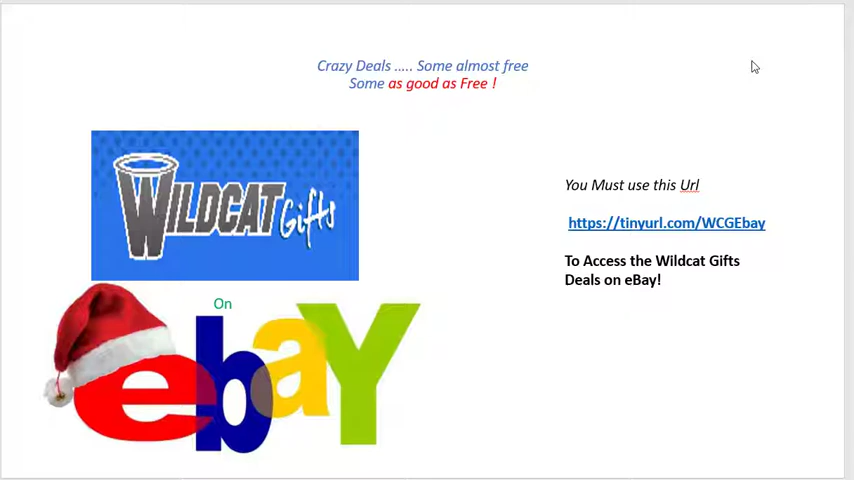 Crazy Deals ..... Some almost free
Some as good as Free !
WILDCAT Gifts
You Must use this Url
https://tinyurl.com/WCGEbay
To Access the Wildcat Gifts
Deals on eBay!
On
ebaY